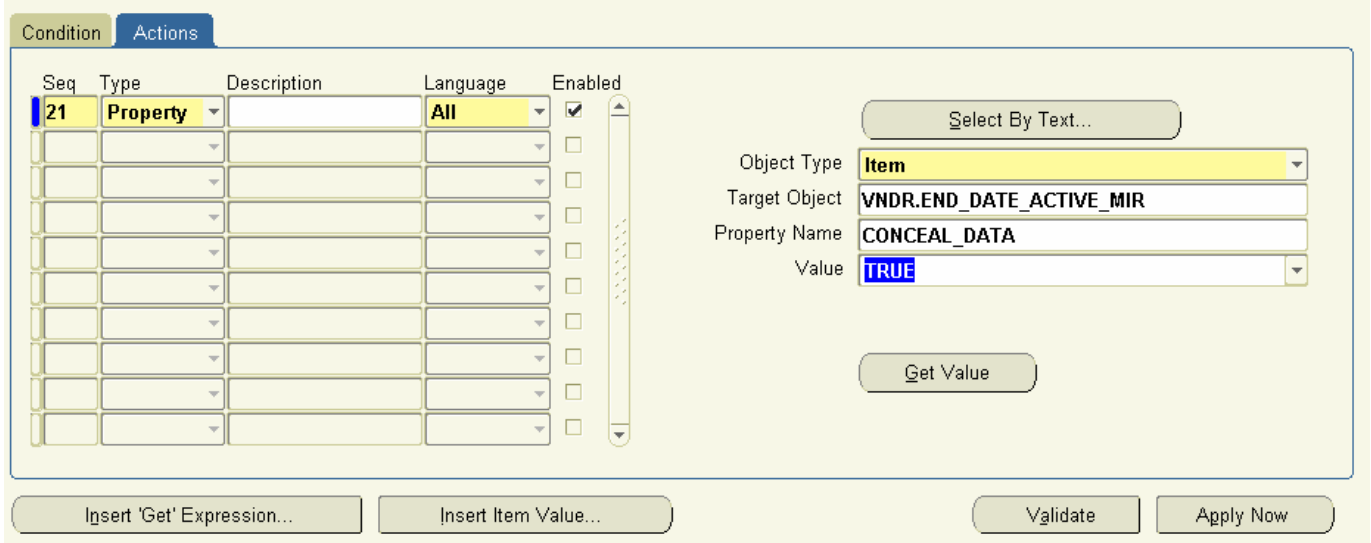 Condition Actions
Seq Type Description Language Enabled
21 Property All
Select By Text...
Object Type Item
Target Object VNDR.END_DATE_ACTIVE_MIR
Property Name CONCEAL_DATA
Value TRUE
Get Value
Insert 'Get' Expression... Insert Item Value... Validate Apply Now